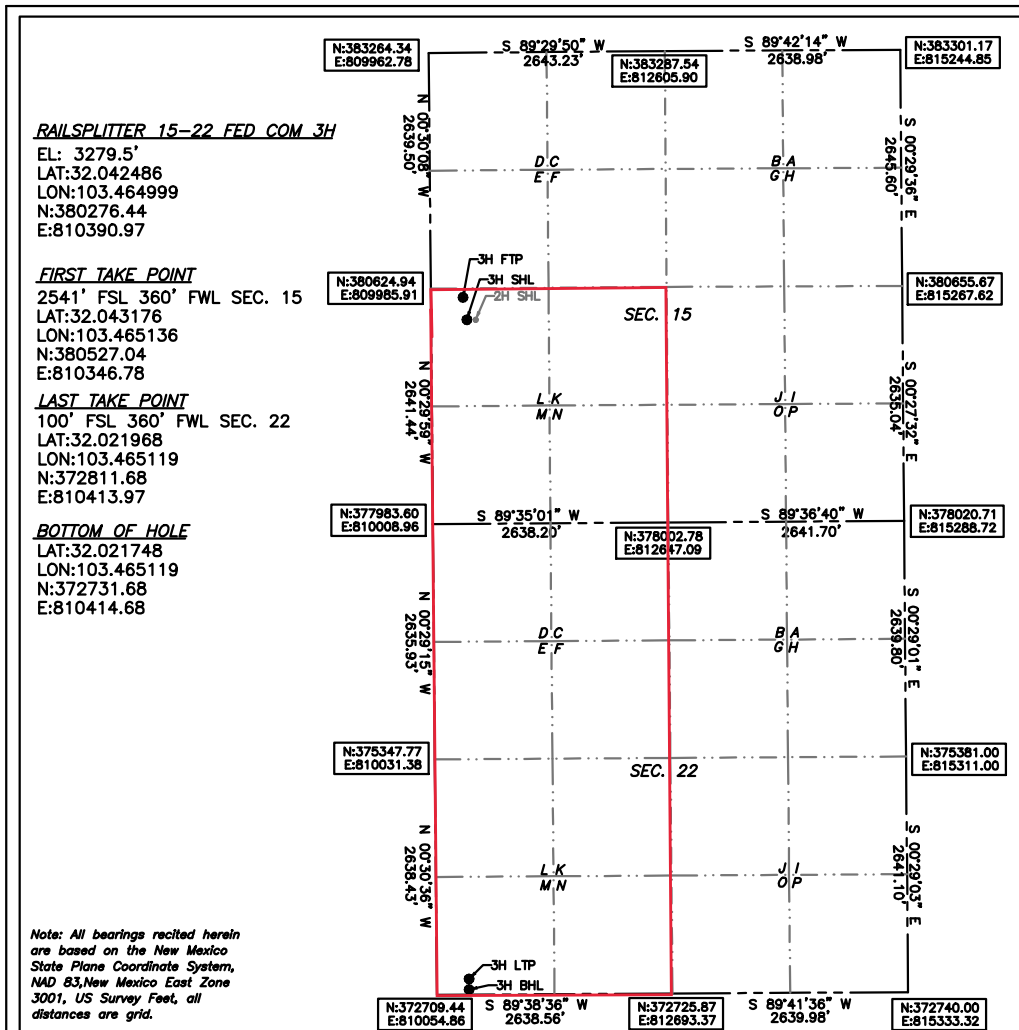 RAILSPLITTER 15-22 FED COM 3H
EL: 3279.5'
LAT:32.042486
LON:103.464999
N:380276.44
E:810390.97
FIRST TAKE POINT
2541' FSL 360' FWL SEC. 15
LAT:32.043176
LON:103.465136
N:380527.04
E:810346.78
LAST TAKE POINT
100' FSL 360' FWL SEC. 22
LAT:32.021968
LON:103.465119
N:372811.68
E:810413.97
BOTTOM OF HOLE
LAT:32.021748
LON:103.465119
N:372731.68
E:810414.68
Note: All bearings recited herein
are based on the New Mexico
State Plane Coordinate System,
NAD 83,New Mexico East Zone
3001, US Survey Feet, all
distances are grid.
N:383264.34
E:809962.78
S 89°29'50" W
2643.23'
N:383287.54
E:812605.90
S 89°42'14" W
2638.98'
N:383301.17
E:815244.85
N 00°30'08" W
2639.50'
D C
E F
B A
G H
S 00°29'36" E
2645.60'
N:380624.94
E:809985.91
3H FTP
3H SHL
2H SHL
SEC. 15
N:380655.67
E:815267.62
N 00°29'59" W
2641.44'
L K
M N
J I
O P
S 00°27'32" E
2635.04'
N:377983.60
E:810008.96
S 89°35'01" W
2638.20'
N:378002.78
E:812647.09
S 89°36'40" W
2641.70'
N:378020.71
E:815288.72
N 00°29'15" W
2635.93'
D C
E F
B A
G H
S 00°29'01" E
2639.80'
N:375347.77
E:810031.38
SEC. 22
N:375381.00
E:815311.00
N 00°30'36" W
2638.43'
L K
M N
J I
O P
S 00°29'03" E
2641.10'
3H LTP
3H BHL
N:372709.44
E:810054.86
S 89°38'36" W
2638.56'
N:372725.87
E:812693.37
S 89°41'36" W
2639.98'
N:372740.00
E:815333.32